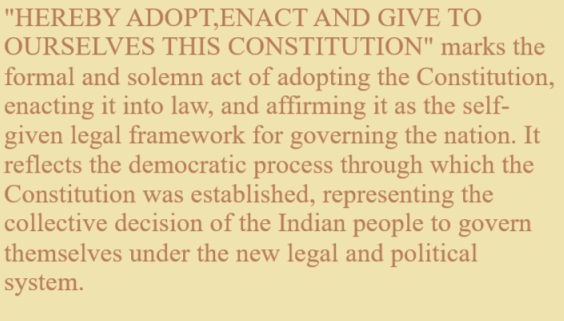 "HEREBY ADOPT,ENACT AND GIVE TO
OURSELVES THIS CONSTITUTION" marks the
formal and solemn act of adopting the Constitution,
enacting it into law, and affirming it as the self-
given legal framework for governing the nation. It
reflects the democratic process through which the
Constitution was established, representing the
collective decision of the Indian people to govern
themselves under the new legal and political
system.